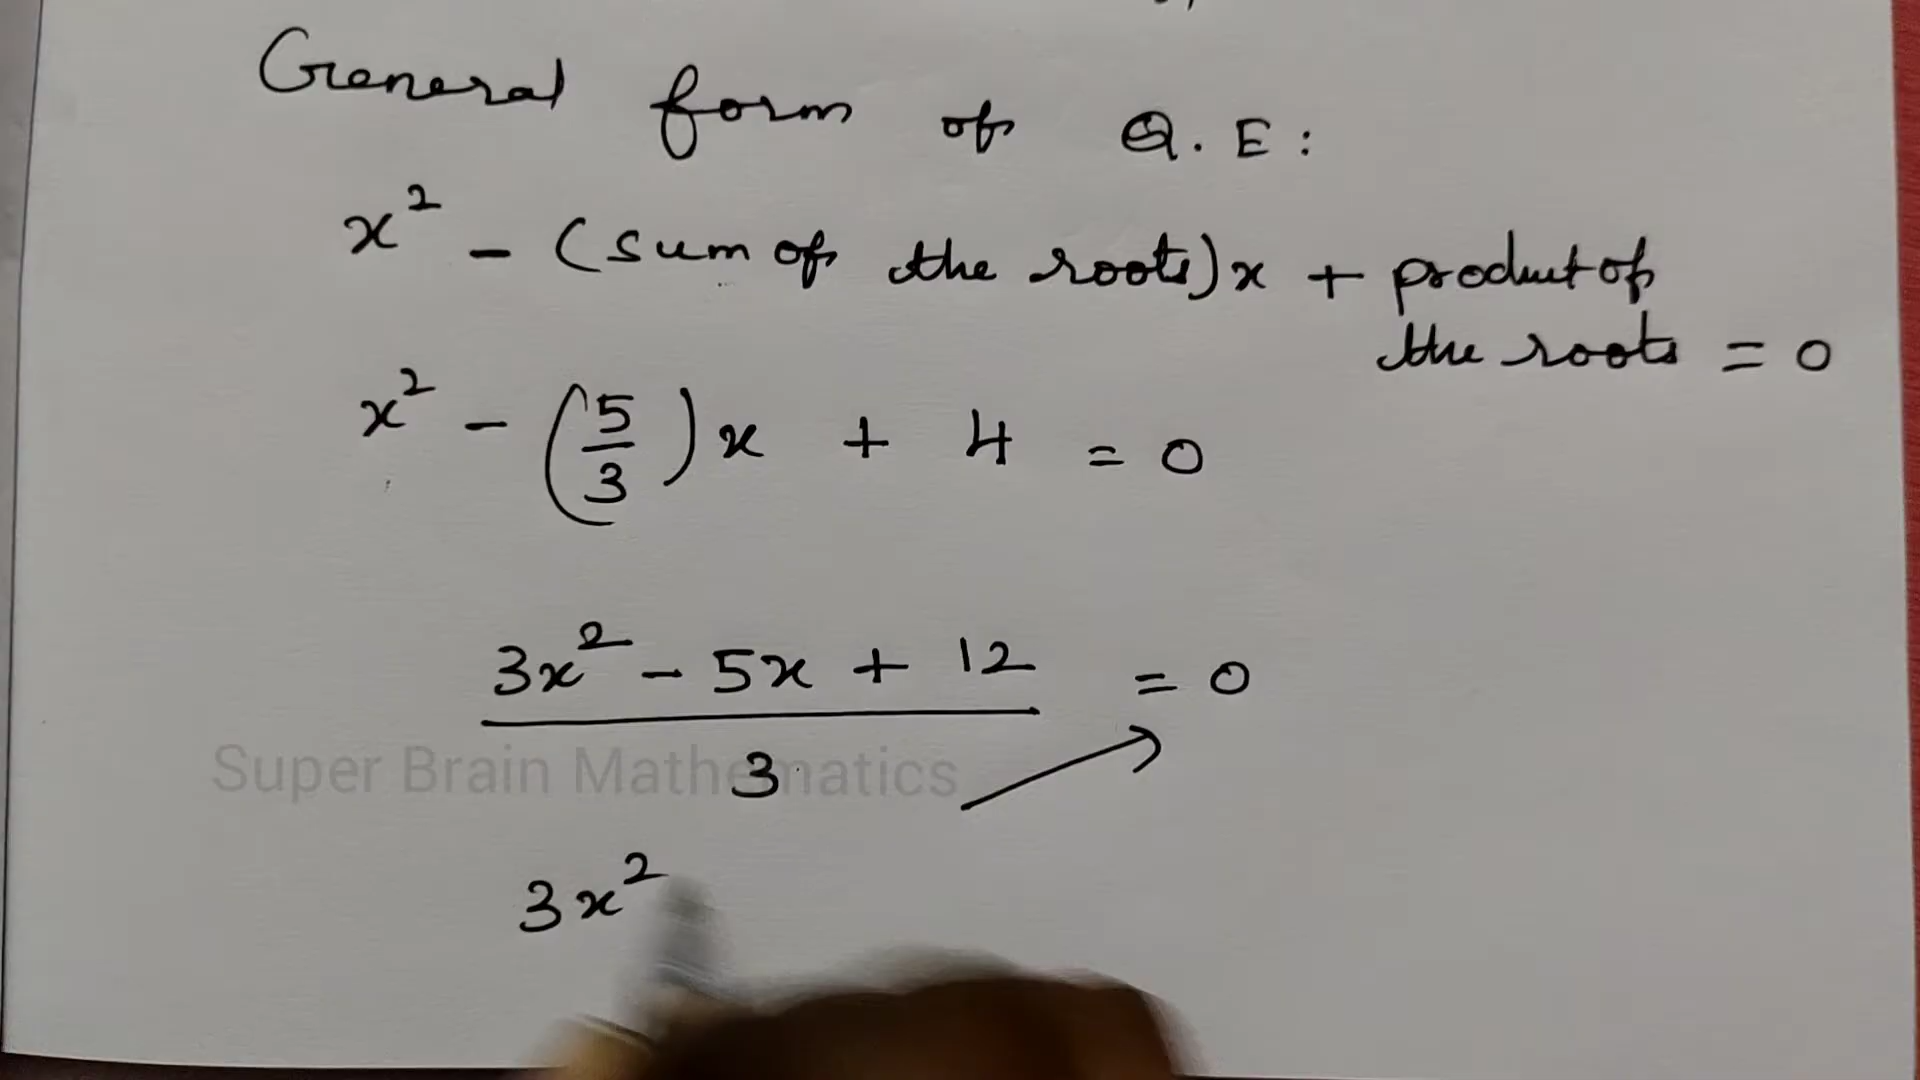 General form of Q.E:
x² - (sum of the roots)x + product of
the roots = 0
x² - (5/3)x + 4 = 0
3x² - 5x + 12 = 0
3
Super Brain Mathematics
3x²